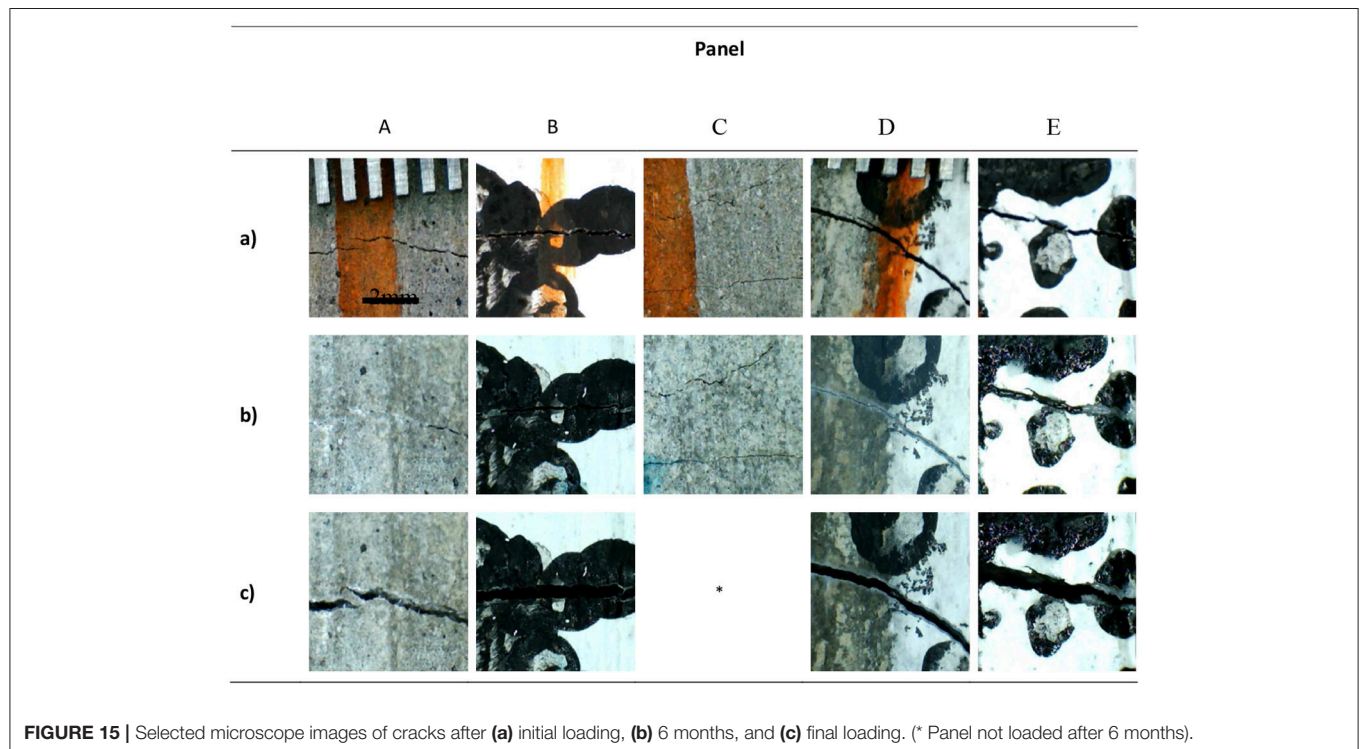 Panel
A B C D E
a)
2mm
b)
c) *
FIGURE 15 | Selected microscope images of cracks after (a) initial loading, (b) 6 months, and (c) final loading. (* Panel not loaded after 6 months).